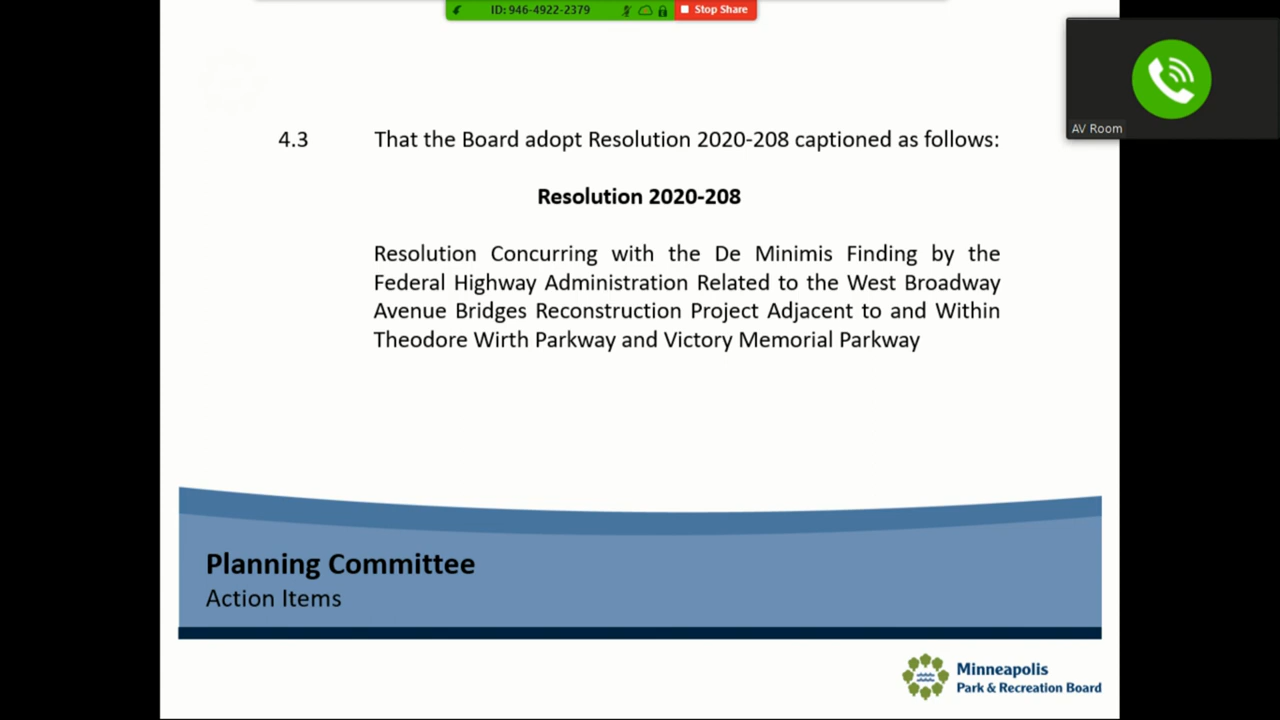 ID: 946-4922-2379 Stop Share
AV Room
4.3 That the Board adopt Resolution 2020-208 captioned as follows:
Resolution 2020-208
Resolution Concurring with the De Minimis Finding by the
Federal Highway Administration Related to the West Broadway
Avenue Bridges Reconstruction Project Adjacent to and Within
Theodore Wirth Parkway and Victory Memorial Parkway
Planning Committee
Action Items
Minneapolis
Park & Recreation Board